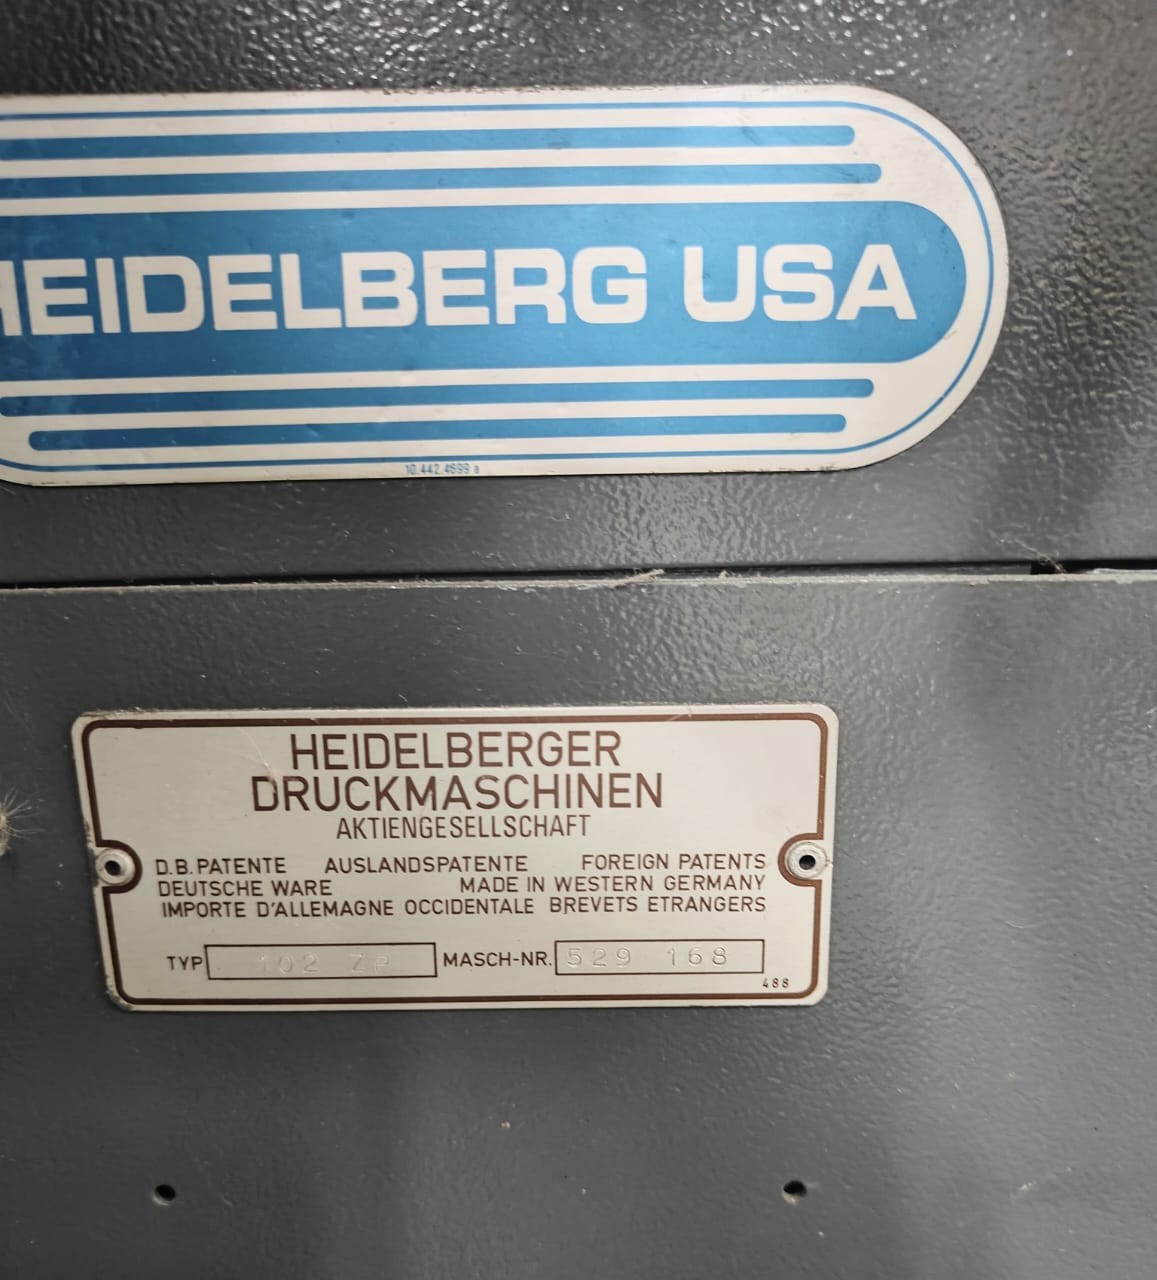 HEIDELBERG USA
10.442.4699 a
HEIDELBERGER
DRUCKMASCHINEN
AKTIENGESELLSCHAFT
D.B. PATENTE AUSLANDSPATENTE FOREIGN PATENTS
DEUTSCHE WARE MADE IN WESTERN GERMANY
IMPORTE D'ALLEMAGNE OCCIDENTALE BREVETS ETRANGERS
TYP 102 ZP MASCH-NR. 529 168
488